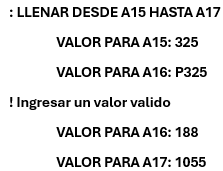 : LLENAR DESDE A15 HASTA A17
VALOR PARA A15: 325
VALOR PARA A16: P325
! Ingresar un valor valido
VALOR PARA A16: 188
VALOR PARA A17: 1055